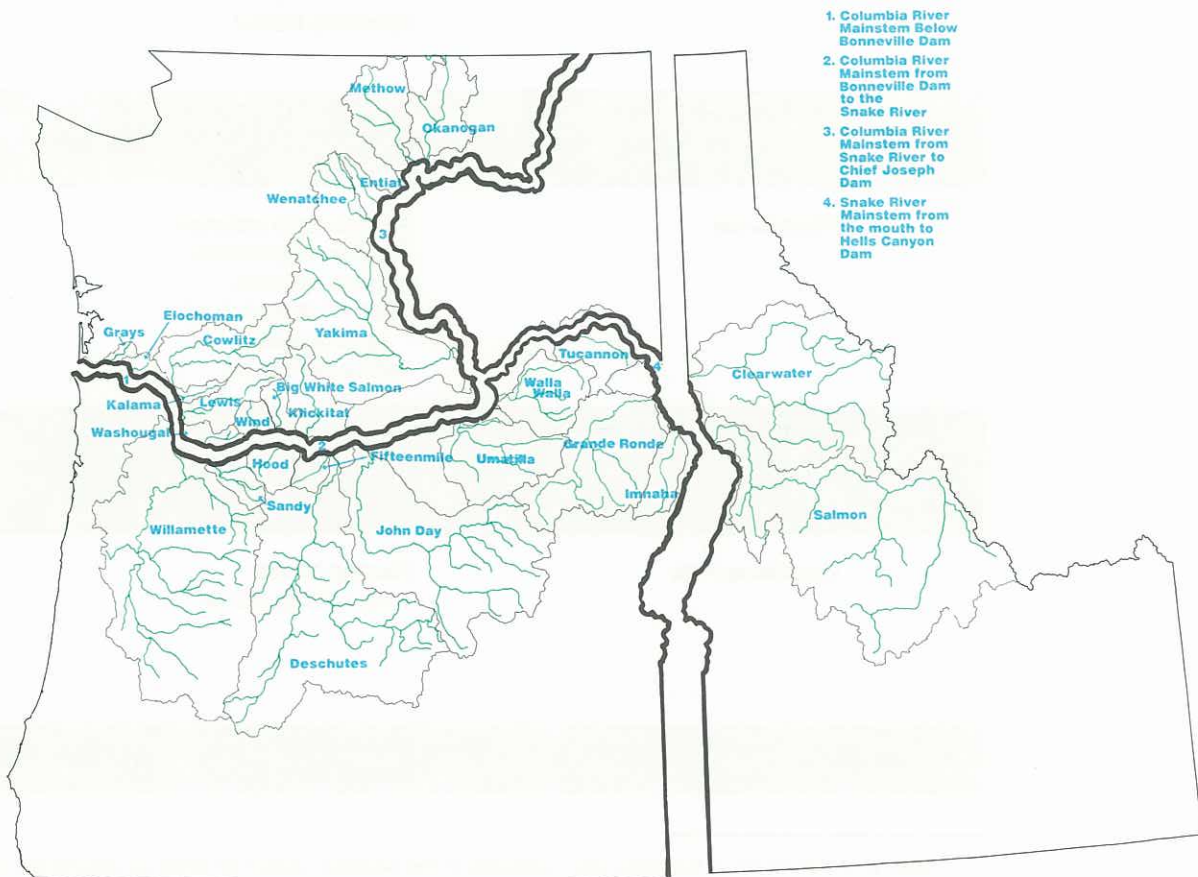 1. Columbia River
Mainstem Below
Bonneville Dam
2. Columbia River
Mainstem from
Bonneville Dam
to the
Snake River
3. Columbia River
Mainstem from
Snake River to
Chief Joseph
Dam
4. Snake River
Mainstem from
the mouth to
Hells Canyon
Dam
Methow
Okanogan
Entiat
Wenatchee
3
Elochoman
Grays
Cowlitz
Yakima
Tucannon
4
Clearwater
1
Big White Salmon
Walla
Walla
Kalama
Lewis
Klickitat
Wind
Washougal
2
Grande Ronde
Fifteenmile
Umatilla
Hood
Imnaha
Sandy
Salmon
Willamette
John Day
Deschutes